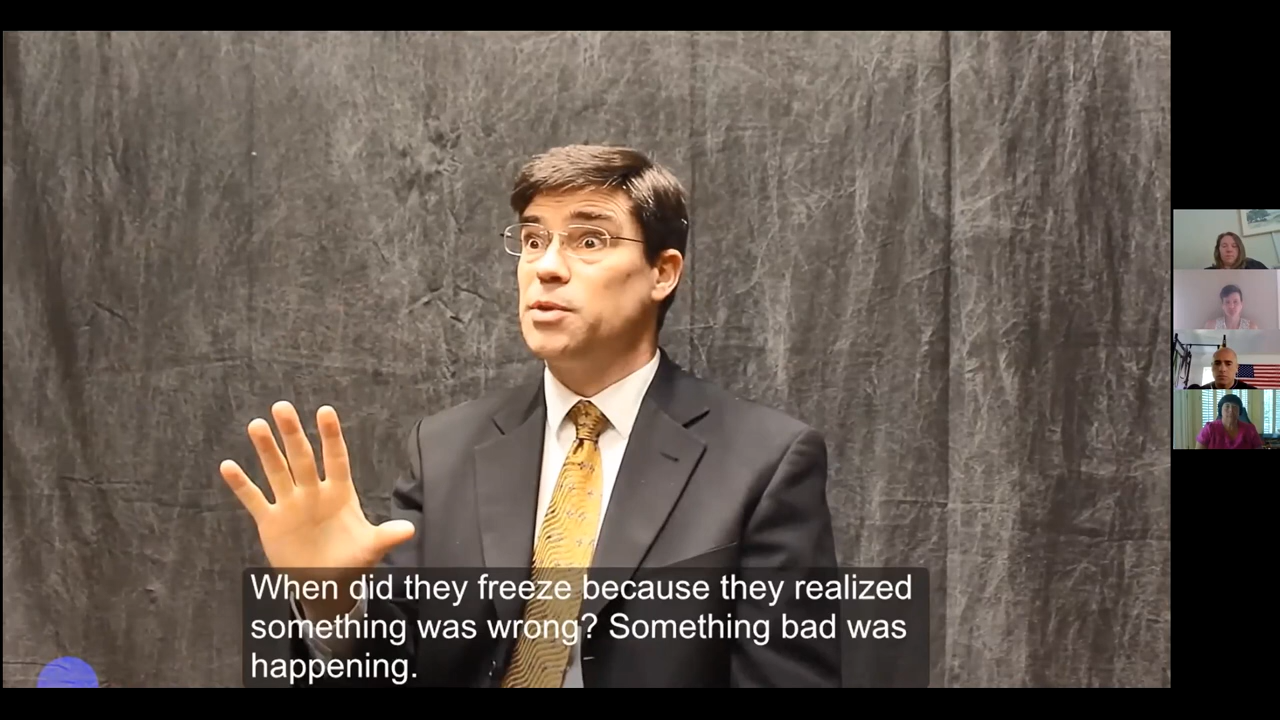 When did they freeze because they realized
something was wrong? Something bad was
happening.